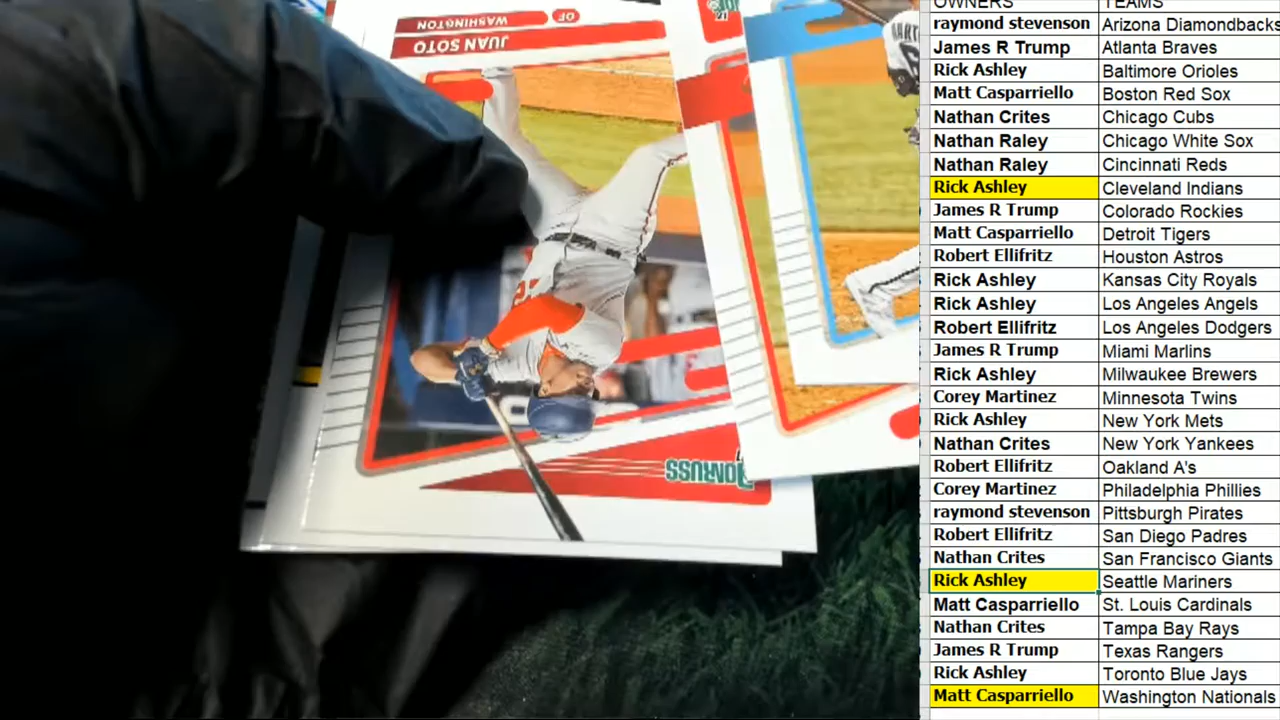 WASHINGTON
OF
JUAN SOTO
DONRUSS
OWNERS TEAMS
raymond stevenson Arizona Diamondbacks
James R Trump Atlanta Braves
Rick Ashley Baltimore Orioles
Matt Casparriello Boston Red Sox
Nathan Crites Chicago Cubs
Nathan Raley Chicago White Sox
Nathan Raley Cincinnati Reds
Rick Ashley Cleveland Indians
James R Trump Colorado Rockies
Matt Casparriello Detroit Tigers
Robert Ellifritz Houston Astros
Rick Ashley Kansas City Royals
Rick Ashley Los Angeles Angels
Robert Ellifritz Los Angeles Dodgers
James R Trump Miami Marlins
Rick Ashley Milwaukee Brewers
Corey Martinez Minnesota Twins
Rick Ashley New York Mets
Nathan Crites New York Yankees
Robert Ellifritz Oakland A's
Corey Martinez Philadelphia Phillies
raymond stevenson Pittsburgh Pirates
Robert Ellifritz San Diego Padres
Nathan Crites San Francisco Giants
Rick Ashley Seattle Mariners
Matt Casparriello St. Louis Cardinals
Nathan Crites Tampa Bay Rays
James R Trump Texas Rangers
Rick Ashley Toronto Blue Jays
Matt Casparriello Washington Nationals